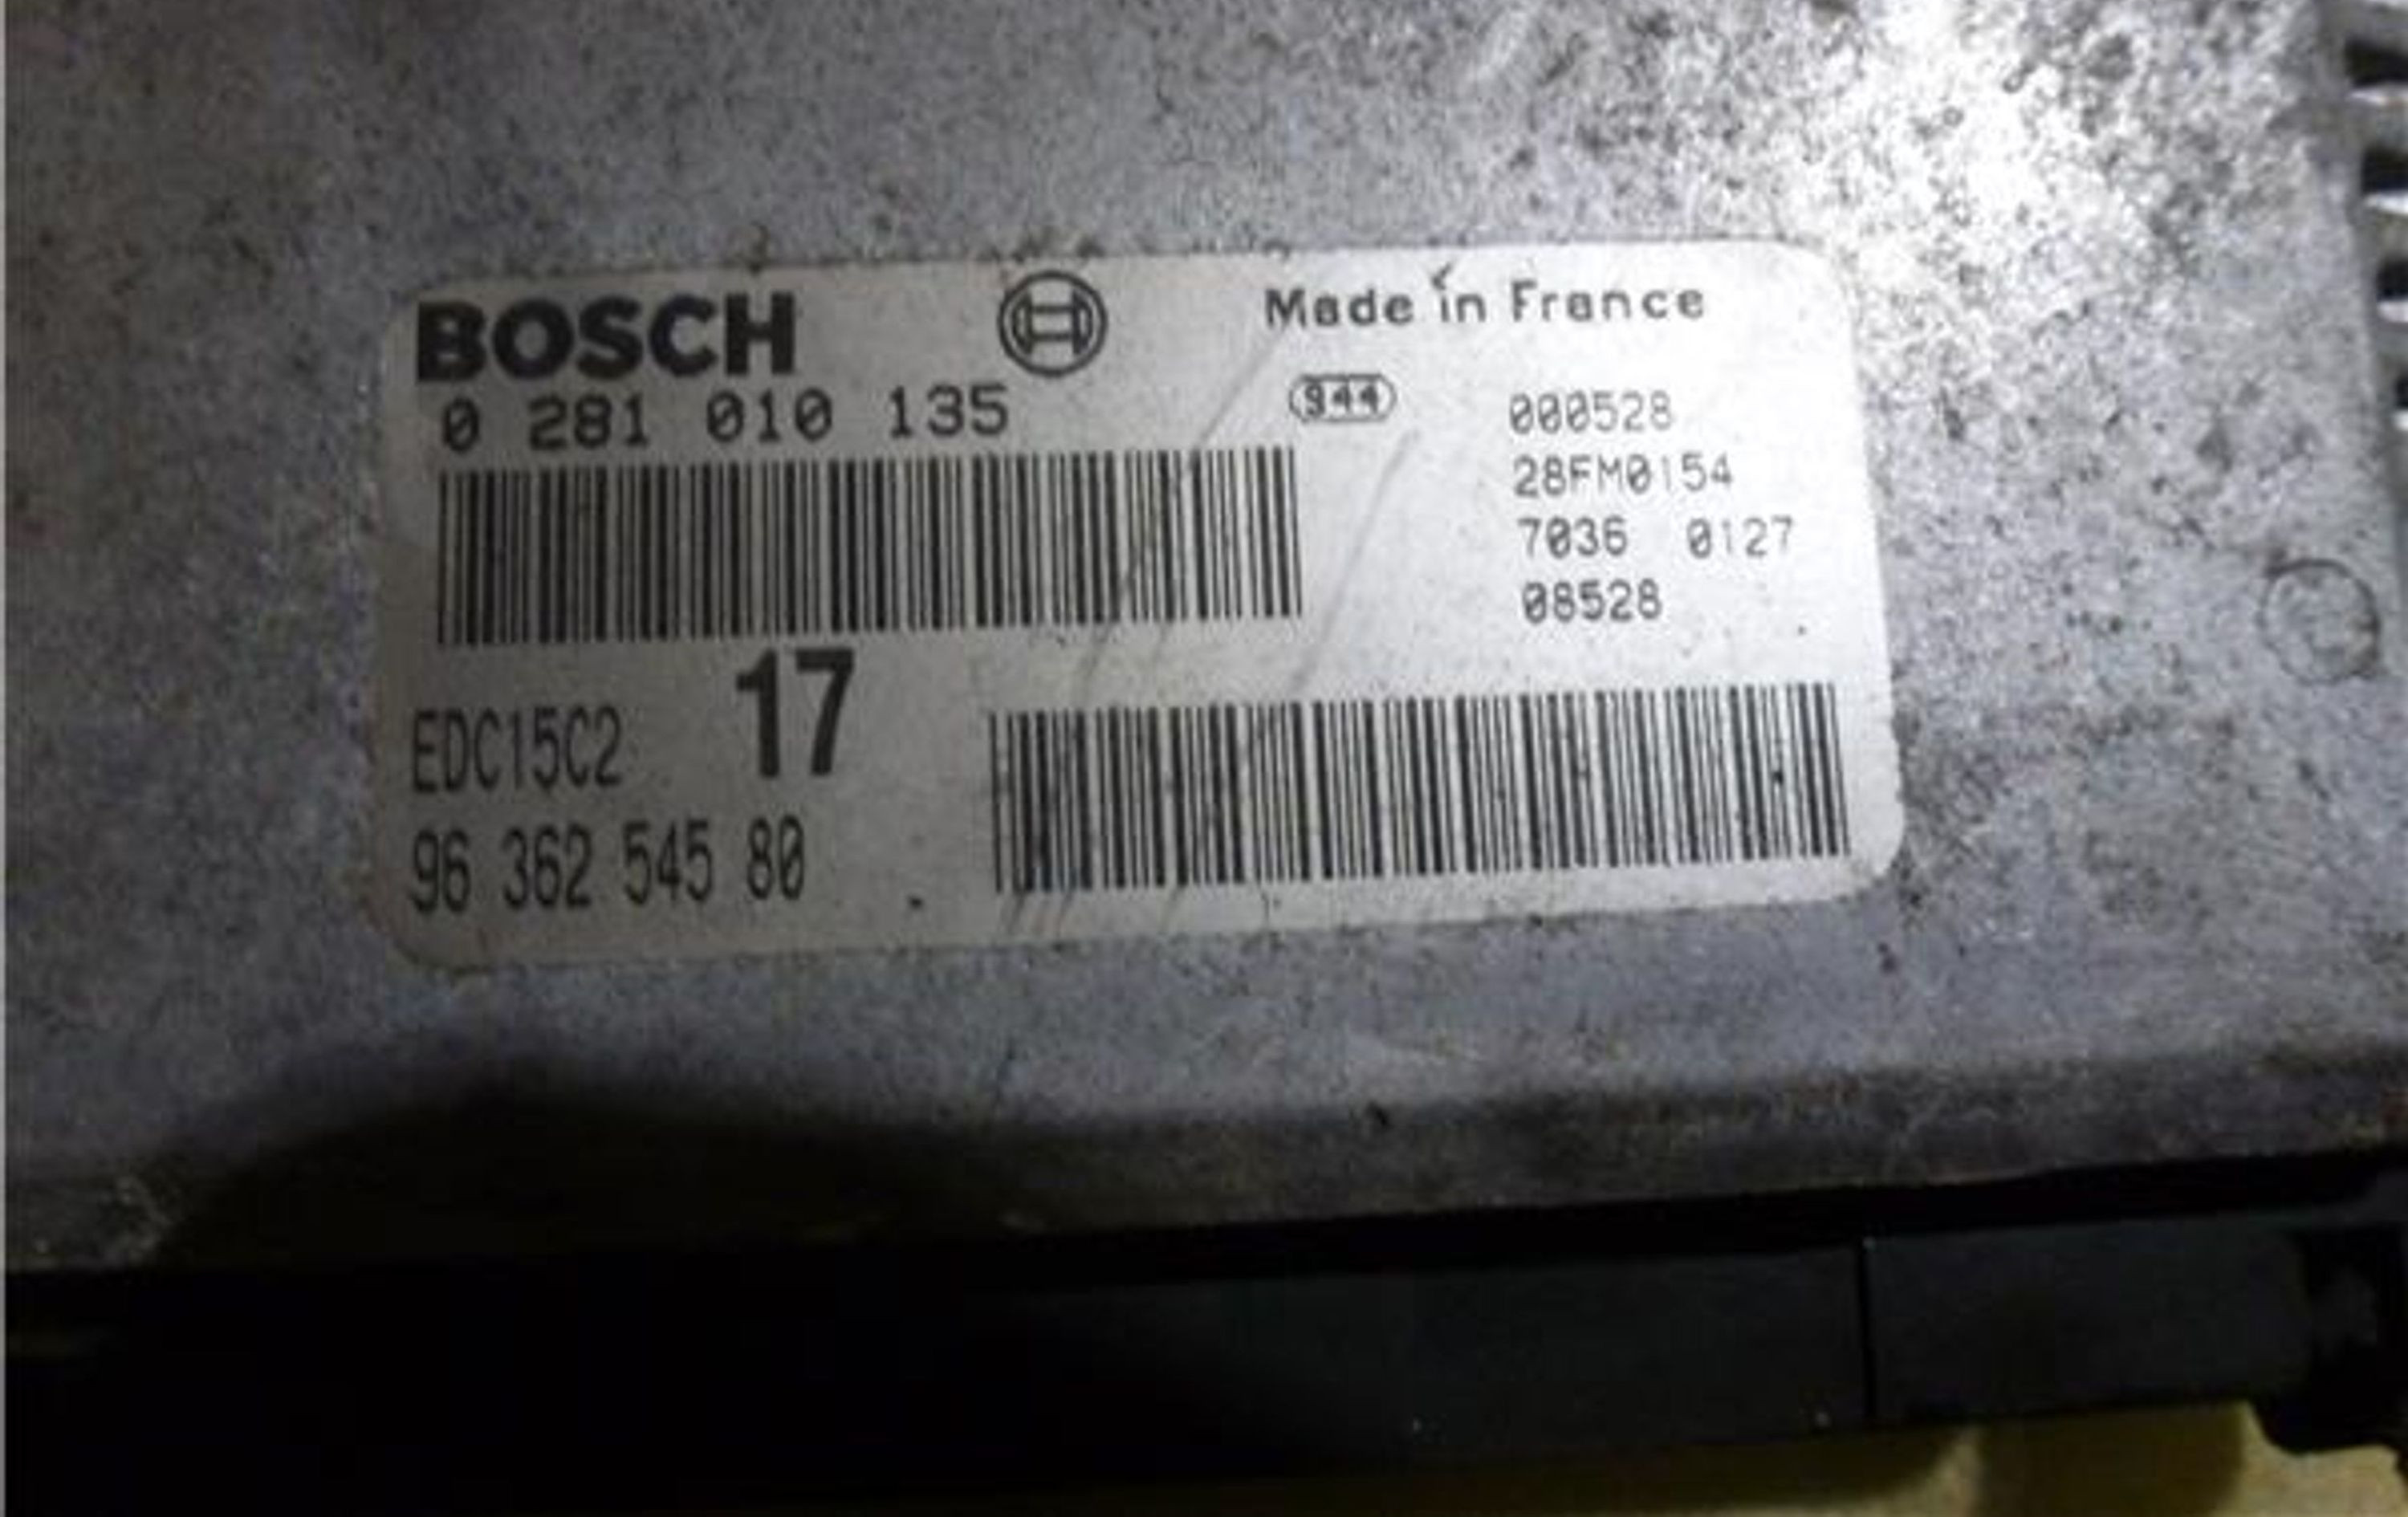 BOSCH
Made in France
0 281 010 135
944
000528
28FM0154
7036 0127
08528
EDC15C2 17
96 362 545 80